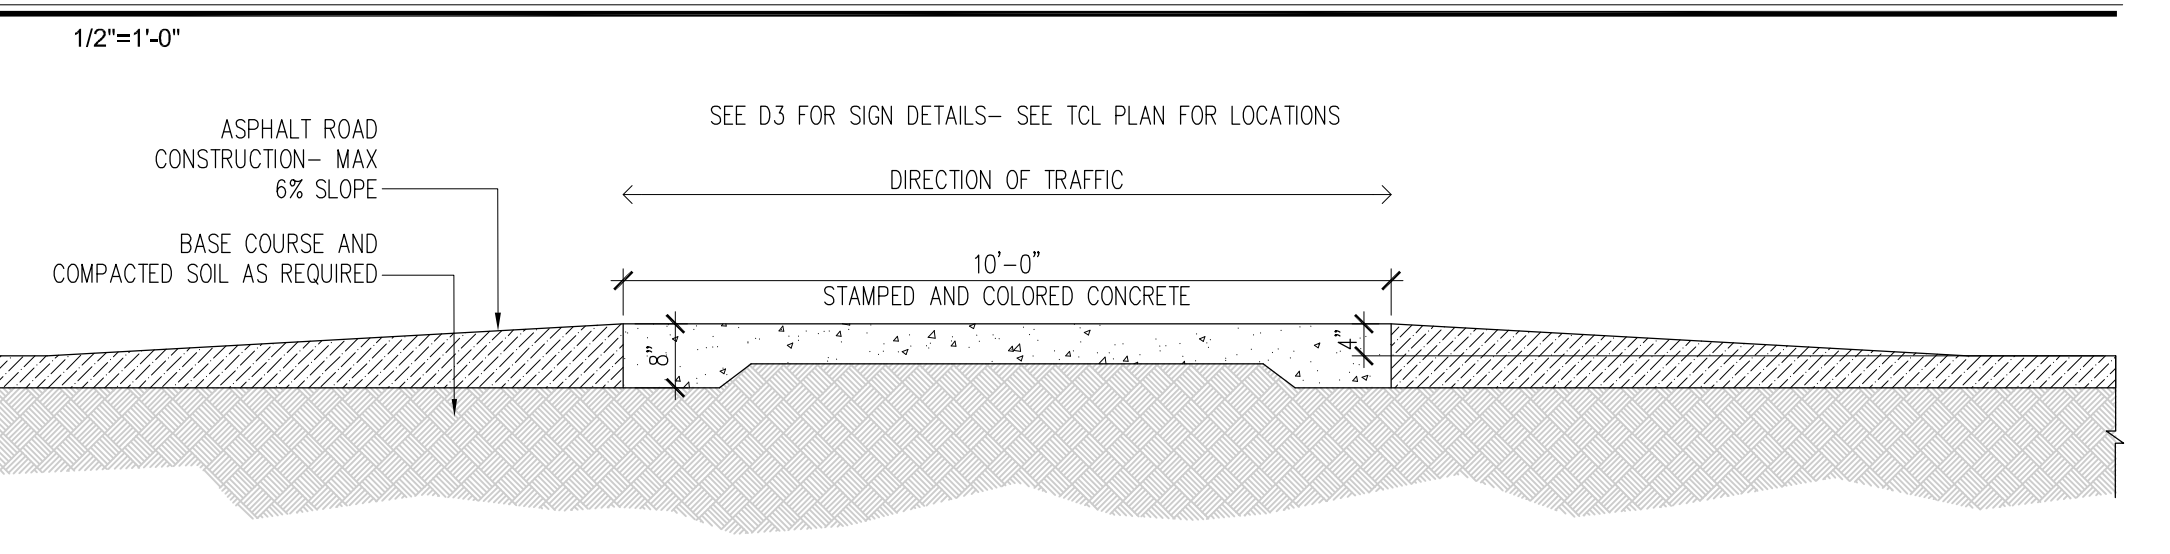 1/2"=1'-0"
SEE D3 FOR SIGN DETAILS- SEE TCL PLAN FOR LOCATIONS
ASPHALT ROAD
CONSTRUCTION- MAX
6% SLOPE
DIRECTION OF TRAFFIC
BASE COURSE AND
COMPACTED SOIL AS REQUIRED
10'-0"
STAMPED AND COLORED CONCRETE
8"
4"